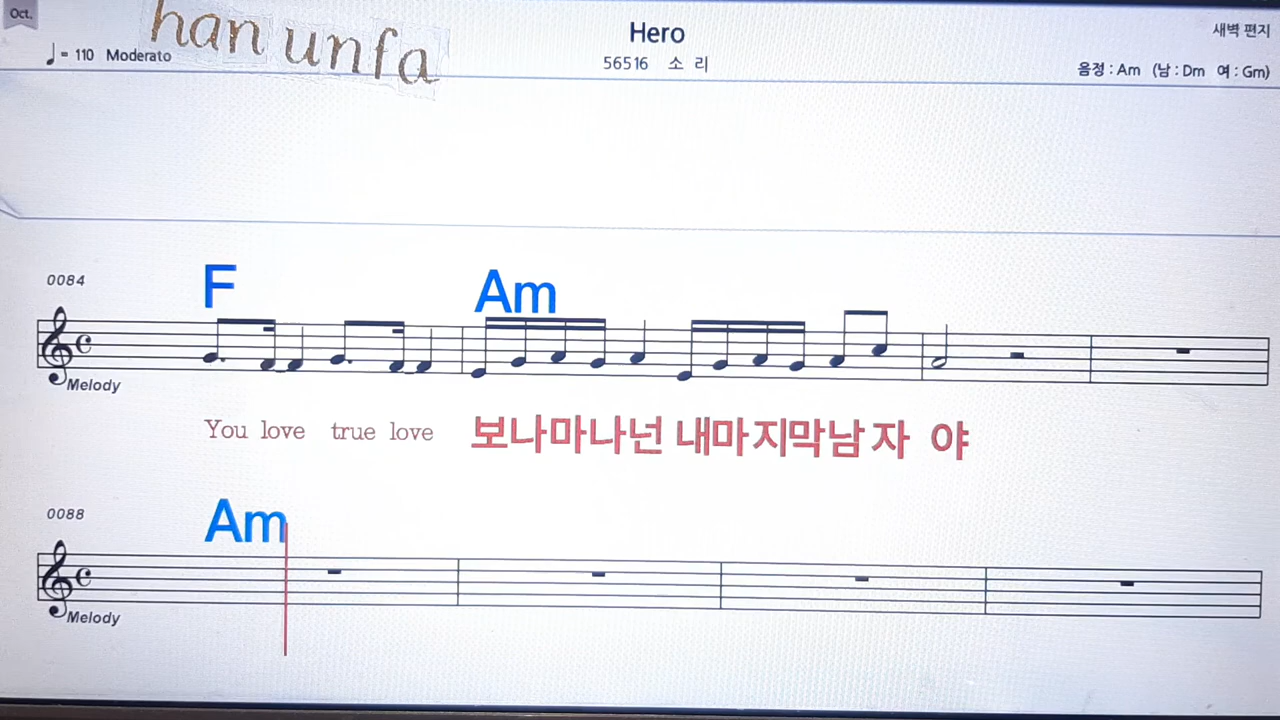 Oct.
han unfa
Hero
새벽 편지
♩= 110 Moderato
56516 소 리
음정 : Am (남 : Dm 여 : Gm)
0084
F Am
Melody
You love true love 보나마나넌 내마지막남자 야
0088
Am
Melody